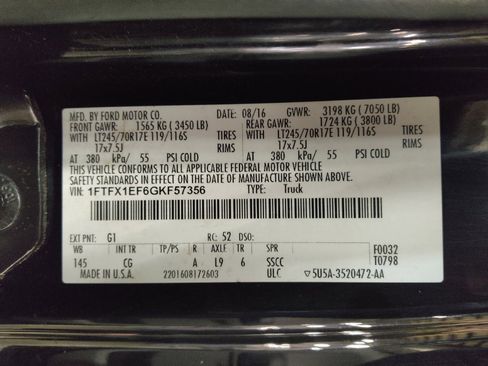 MFD. BY FORD MOTOR CO. DATE: 08/16 GVWR: 3198 KG ( 7050 LB)
FRONT GAWR: 1565 KG ( 3450 LB) REAR GAWR: 1724 KG ( 3800 LB)
LT245/70R17E 119/116S TIRES LT245/70R17E 119/116S TIRES
17x7.5J RIMS 17x7.5J RIMS
AT 380 kPa/ 55 PSI COLD AT 380 kPa/ 55 PSI COLD
THIS VEHICLE CONFORMS TO ALL APPLICABLE FEDERAL MOTOR VEHICLE
SAFETY STANDARDS IN EFFECT ON THE DATE OF MANUFACTURE SHOWN ABOVE.
VIN: 1FTFX1EF6GKF57356 TYPE: Truck
EXT PNT: G1 RC: 52 DSO: F0032
WB INT TR TP/PS R AXLE TR SPR T0798
145 CG A L9 6 SSCC
MADE IN U.S.A. 2201608172603 ULC 5U5A-3520472-AA